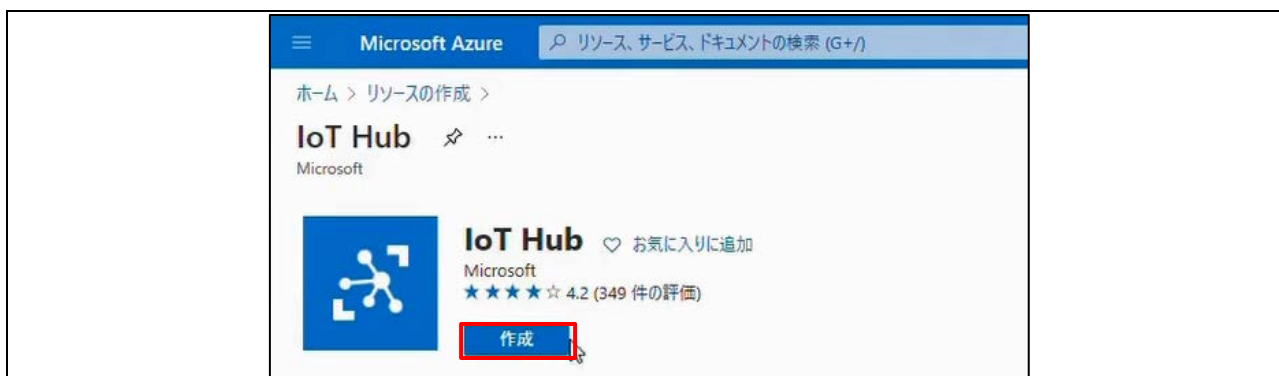 Microsoft Azure
リソース、サービス、ドキュメントの検索 (G+/)
ホーム > リソースの作成 >
IoT Hub ...
Microsoft
IoT Hub ♡ お気に入りに追加
Microsoft
★★★★☆ 4.2 (349 件の評価)
作成